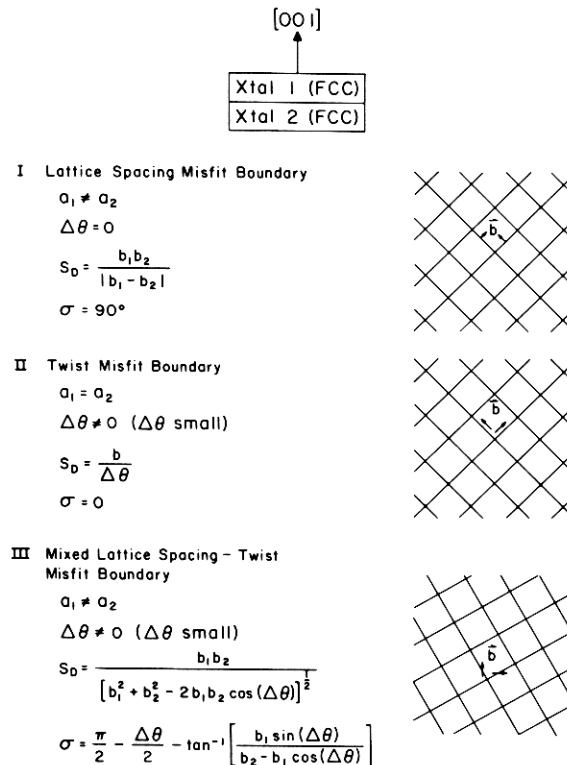 [001]
Xtal 1 (FCC)
Xtal 2 (FCC)
I Lattice Spacing Misfit Boundary
a₁ ≠ a₂
Δθ = 0
S_D = b₁b₂ / |b₁ - b₂|
σ = 90°
b̄
II Twist Misfit Boundary
a₁ = a₂
Δθ ≠ 0 (Δθ small)
S_D = b / Δθ
σ = 0
b̄
III Mixed Lattice Spacing - Twist
Misfit Boundary
a₁ ≠ a₂
Δθ ≠ 0 (Δθ small)
S_D = b₁b₂ / [b₁² + b₂² - 2b₁b₂ cos(Δθ)]^½
σ = π/2 - Δθ/2 - tan⁻¹[b₁ sin(Δθ) / b₂ - b₁ cos(Δθ)]
b̄